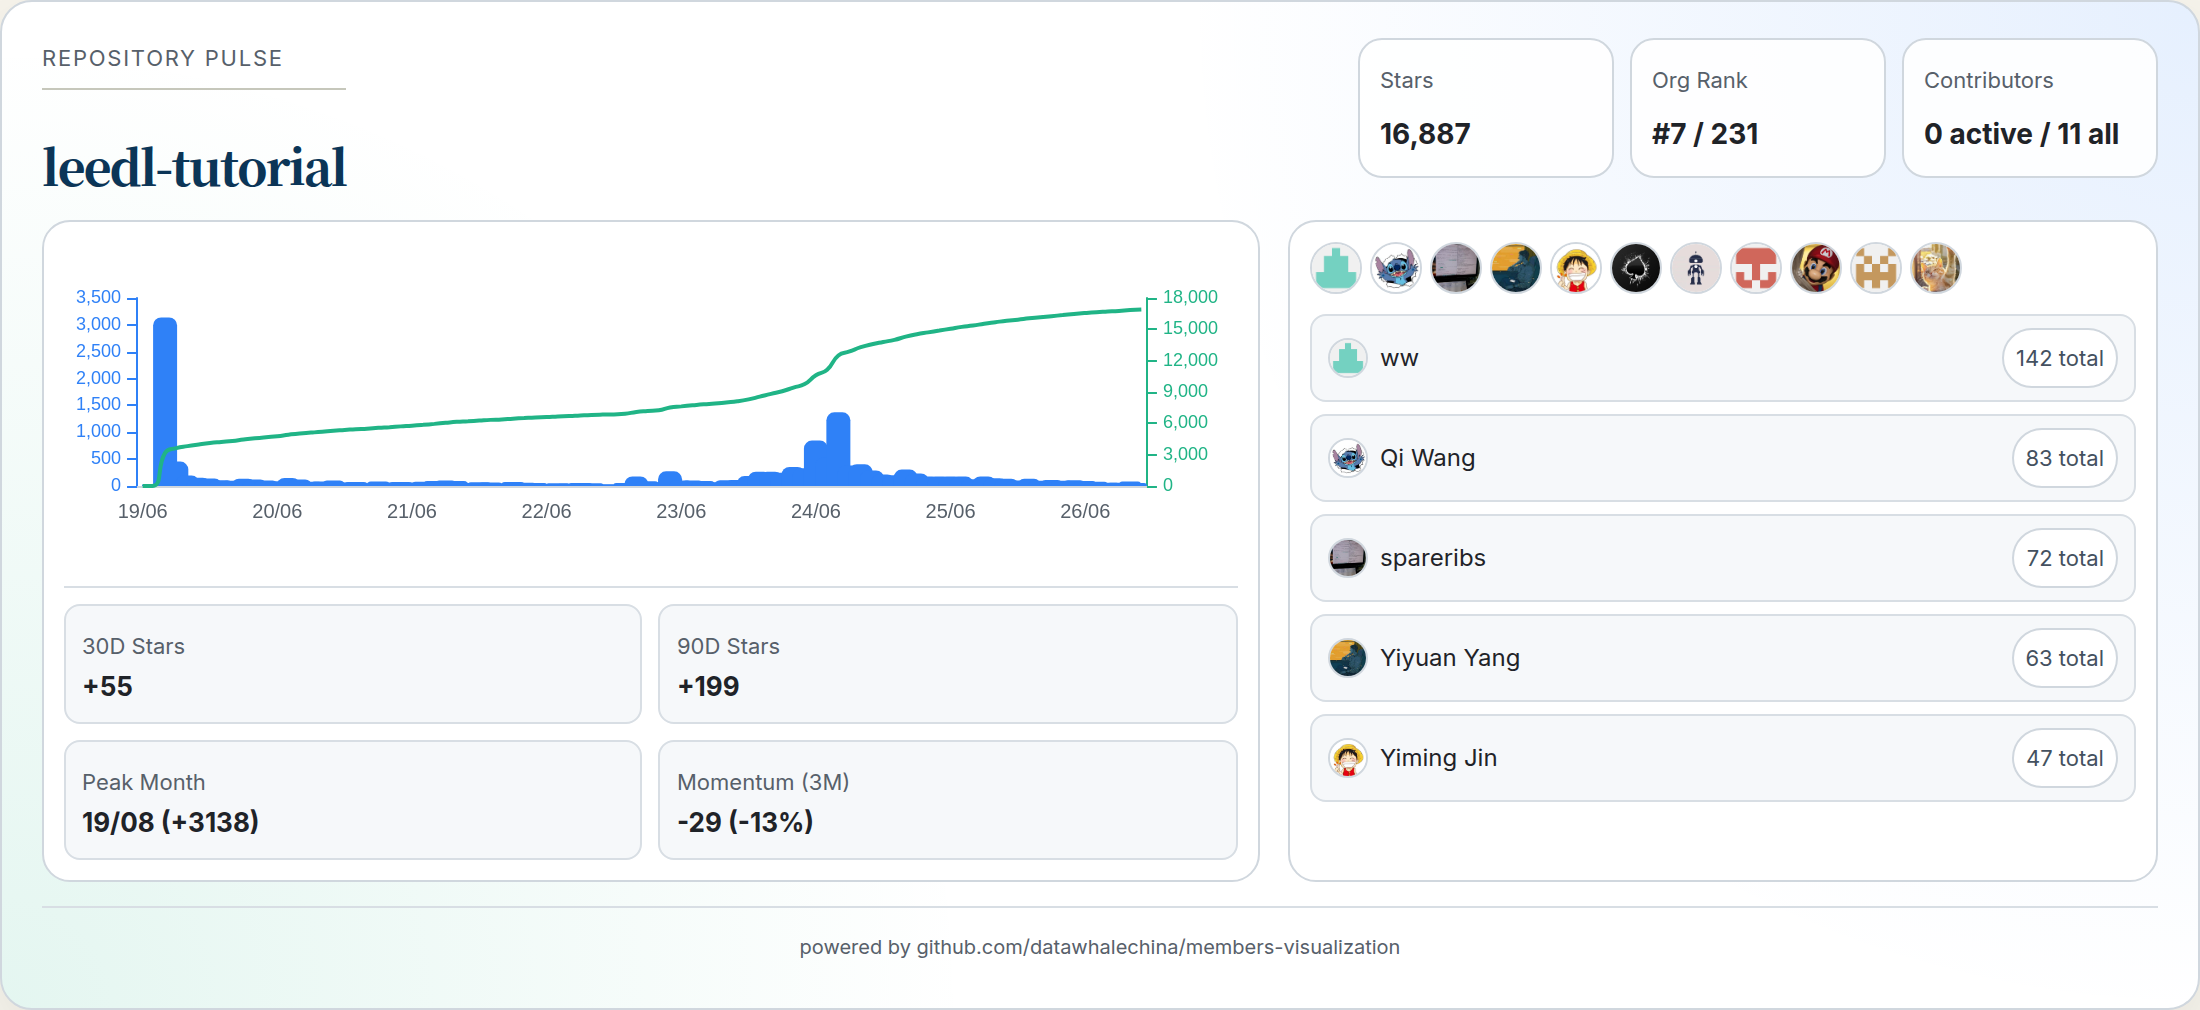 REPOSITORY PULSE
leedl-tutorial
Stars
16,887
Org Rank
#7 / 231
Contributors
0 active / 11 all
3,500
3,000
2,500
2,000
1,500
1,000
500
0
18,000
15,000
12,000
9,000
6,000
3,000
0
19/06
20/06
21/06
22/06
23/06
24/06
25/06
26/06
30D Stars
+55
90D Stars
+199
Peak Month
19/08 (+3138)
Momentum (3M)
-29 (-13%)
ww
142 total
Qi Wang
83 total
spareribs
72 total
Yiyuan Yang
63 total
Yiming Jin
47 total
powered by github.com/datawhalechina/members-visualization